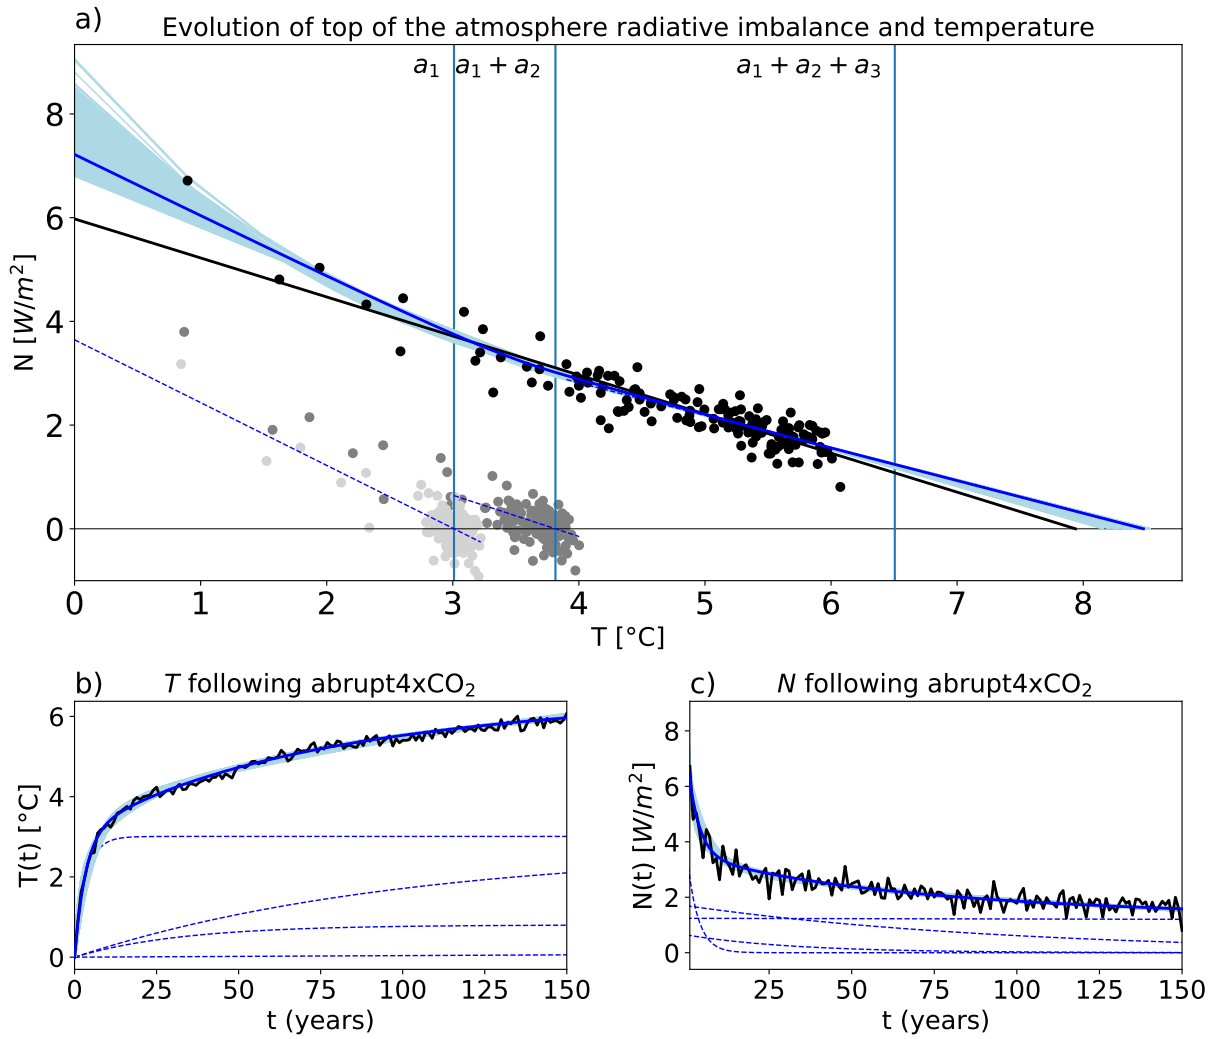 a)
Evolution of top of the atmosphere radiative imbalance and temperature
a₁ a₁ + a₂ a₁ + a₂ + a₃
8
6
4
2
0
N [W/m²]
0 1 2 3 4 5 6 7 8
T [°C]
b)
T following abrupt4xCO₂
6
4
2
0
T(t) [°C]
0 25 50 75 100 125 150
t (years)
c)
N following abrupt4xCO₂
8
6
4
2
0
N(t) [W/m²]
25 50 75 100 125 150
t (years)